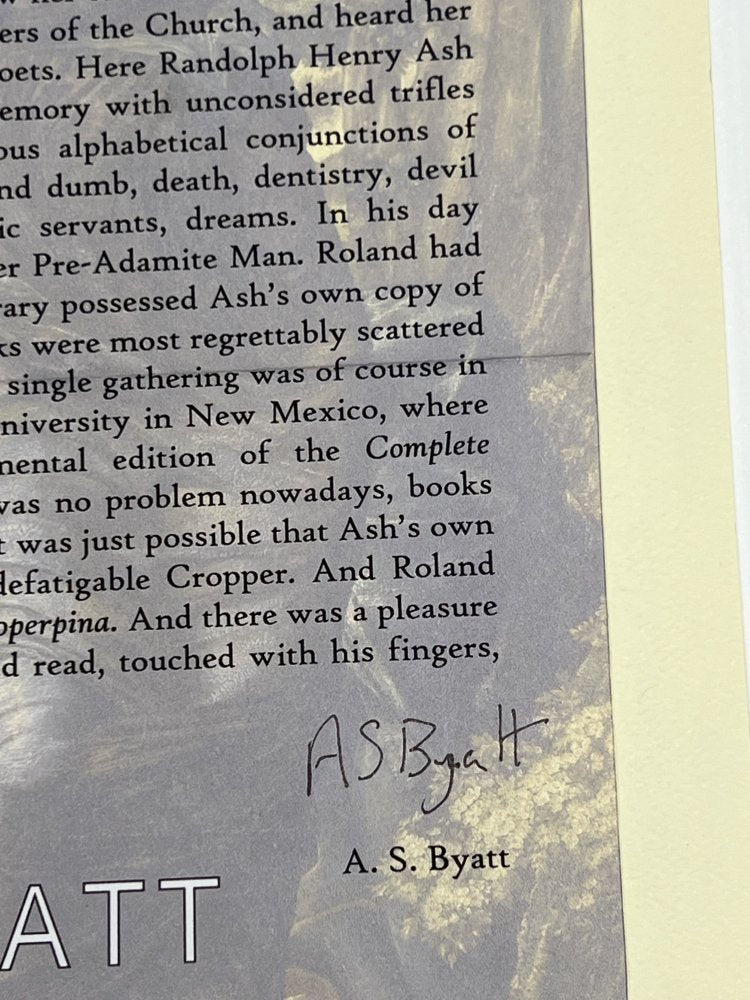 ers of the Church, and heard her
oets. Here Randolph Henry Ash
emory with unconsidered trifles
ous alphabetical conjunctions of
nd dumb, death, dentistry, devil
ic servants, dreams. In his day
er Pre-Adamite Man. Roland had
rary possessed Ash's own copy of
ks were most regrettably scattered
single gathering was of course in
niversity in New Mexico, where
mental edition of the Complete
was no problem nowadays, books
t was just possible that Ash's own
defatigable Cropper. And Roland
operpina. And there was a pleasure
d read, touched with his fingers,
A S Byatt
A. S. Byatt
ATT